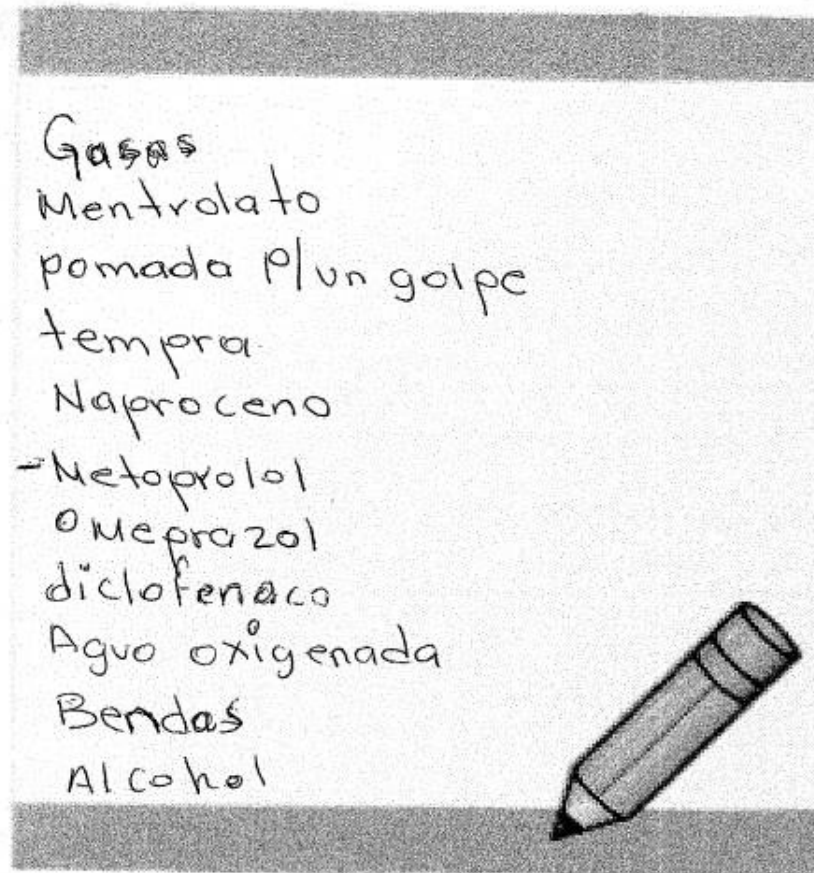 Gasas
Mentrolato
pomada p/un golpe
tempra
Naproceno
-Metoprolol
Omeprazol
diclofenaco
Aguo oxigenada
Bendas
Alcohol